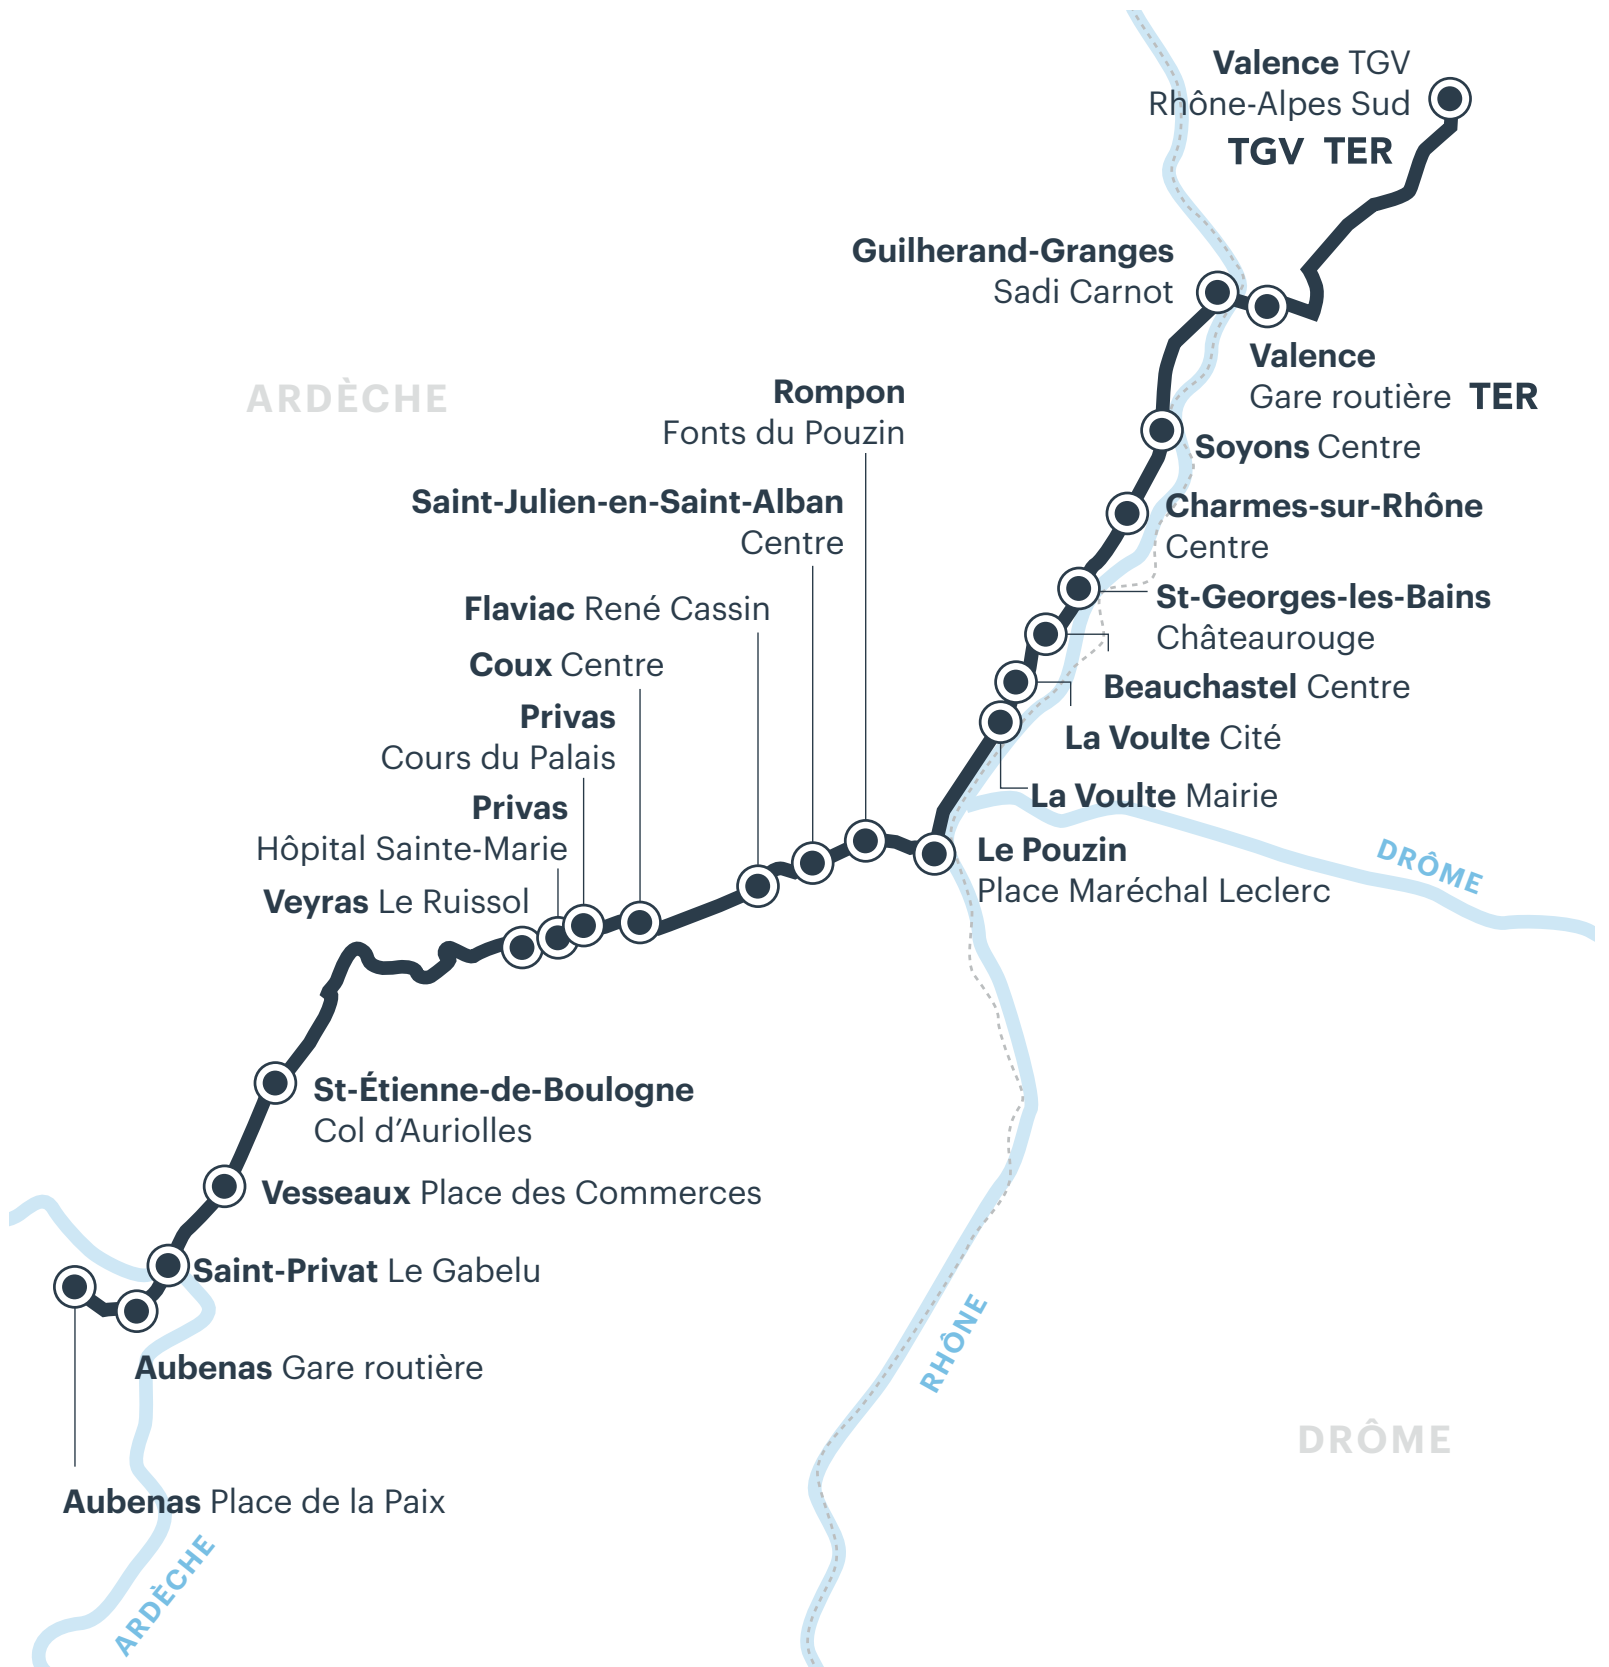 Valence TGV
Rhône-Alpes Sud
TGV TER
Guilherand-Granges
Sadi Carnot
Valence
Gare routière TER
ARDÈCHE
Rompon
Fonts du Pouzin
Soyons Centre
Saint-Julien-en-Saint-Alban
Centre
Charmes-sur-Rhône
Centre
Flaviac René Cassin
St-Georges-les-Bains
Châteaurouge
Coux Centre
Beauchastel Centre
Privas
Cours du Palais
La Voulte Cité
La Voulte Mairie
Privas
Hôpital Sainte-Marie
Le Pouzin
Place Maréchal Leclerc
DRÔME
Veyras Le Ruissol
St-Étienne-de-Boulogne
Col d’Auriolles
Vesseaux Place des Commerces
Saint-Privat Le Gabelu
Aubenas Gare routière
RHÔNE
DRÔME
Aubenas Place de la Paix
ARDÈCHE